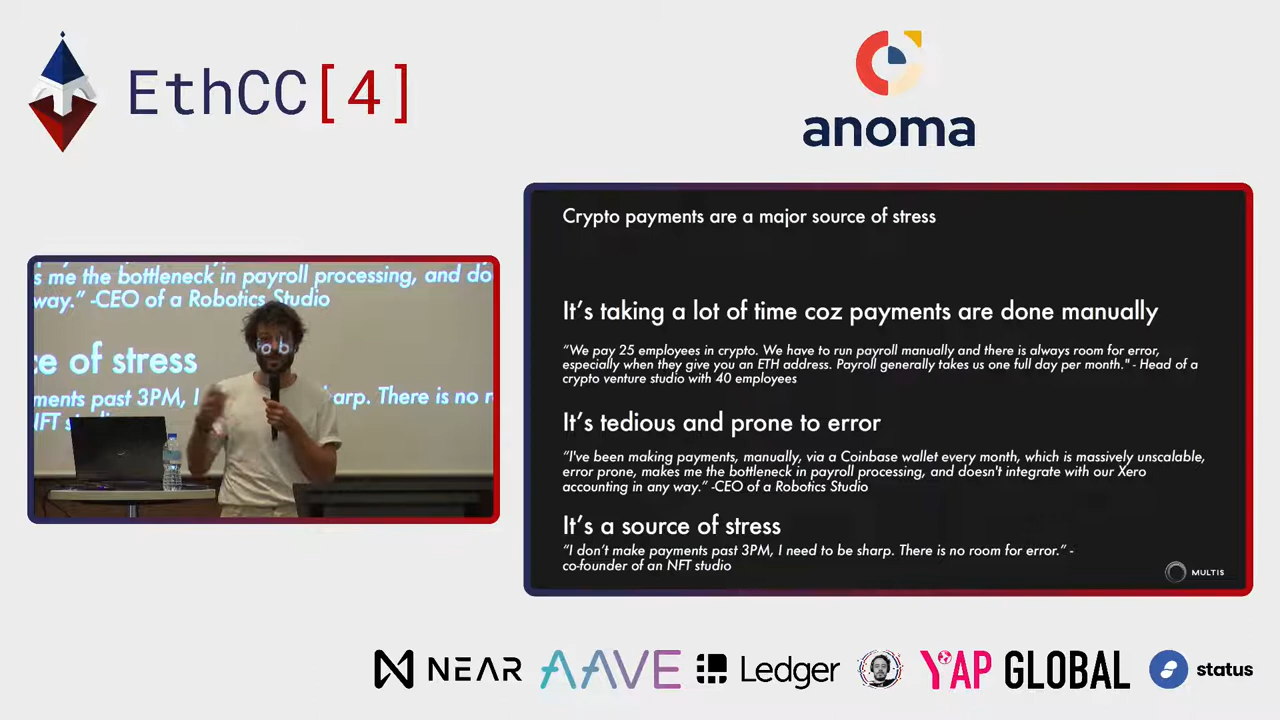 EthCC[4]
anoma
Crypto payments are a major source of stress
It's taking a lot of time coz payments are done manually
“We pay 25 employees in crypto. We have to run payroll manually and there is always room for error,
especially when they give you an ETH address. Payroll generally takes us one full day per month." - Head of a
crypto venture studio with 40 employees
It's tedious and prone to error
“I've been making payments, manually, via a Coinbase wallet every month, which is massively unscalable,
error prone, makes me the bottleneck in payroll processing, and doesn't integrate with our Xero
accounting in any way.” -CEO of a Robotics Studio
It's a source of stress
“I don't make payments past 3PM, I need to be sharp. There is no room for error.” -
co-founder of an NFT studio
MULTIS
s me the bottleneck in payroll processing, and do
way.” -CEO of a Robotics Studio
ce of stress
ments past 3PM, I
arp. There is no r
NFT st
NEAR
AAVE
Ledger
YAP GLOBAL
status